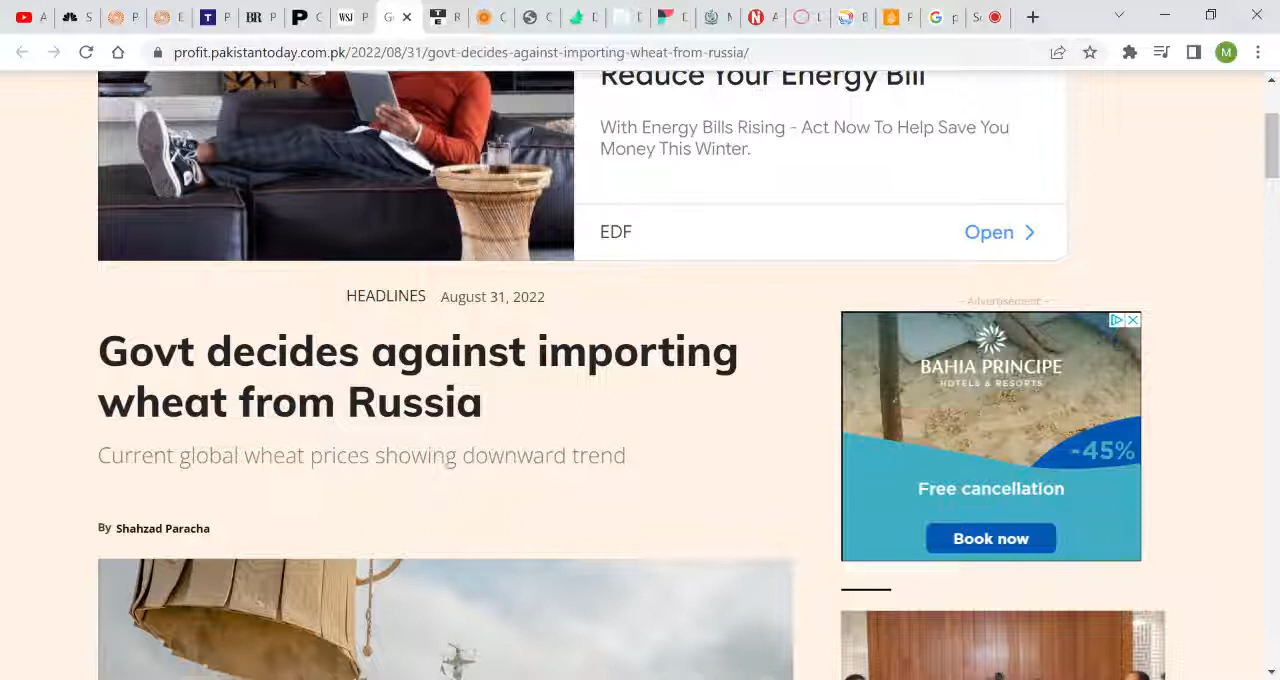 A
S
P
E
T
P
BR
P
P
C
WSJ
P
G
R
C
C
D
D
D
N
N
A
L
B
F
G
p
S
profit.pakistantoday.com.pk/2022/08/31/govt-decides-against-importing-wheat-from-russia/
M
Reduce Your Energy Bill
With Energy Bills Rising - Act Now To Help Save You
Money This Winter.
EDF
Open
HEADLINES August 31, 2022
Govt decides against importing
wheat from Russia
Current global wheat prices showing downward trend
By Shahzad Paracha
- Advertisement -
BAHIA PRINCIPE
HOTELS & RESORTS
-45%
Free cancellation
Book now